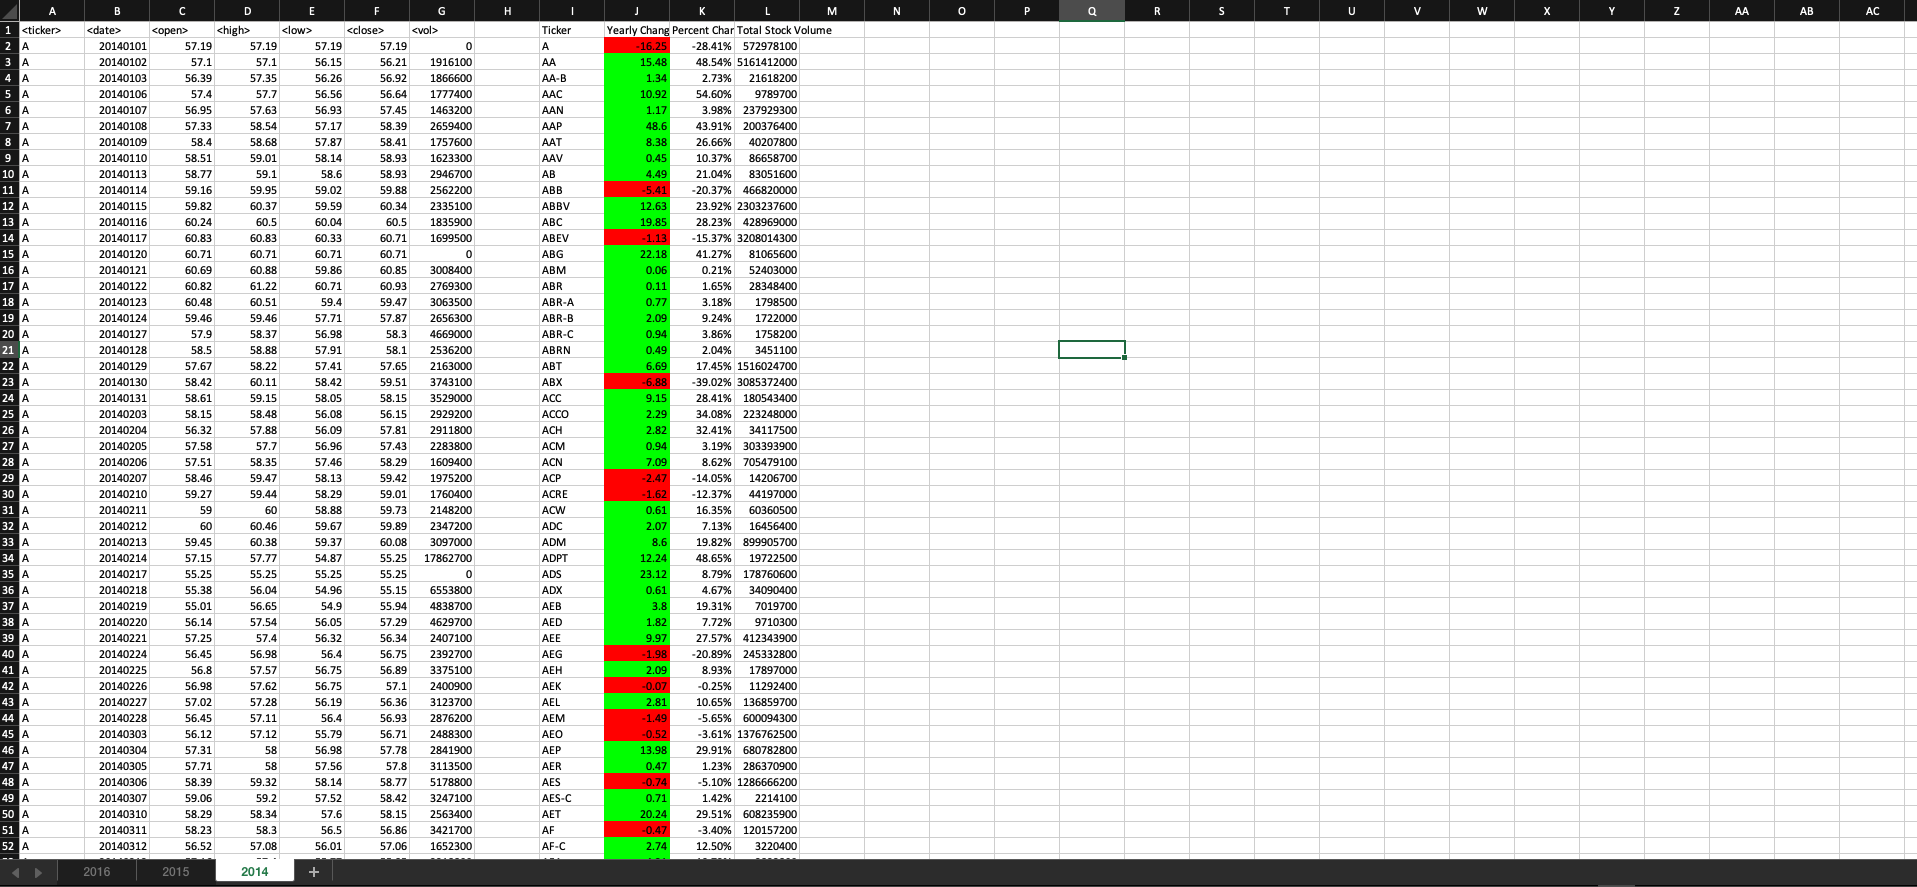 A B C D E F G H I J K L M N O P Q R S T U V W X Y Z AA AB AC
1 <ticker> <date> <open> <high> <low> <close> <vol> Ticker Yearly Chang Percent Char Total Stock Volume
2 A 20140101 57.19 57.19 57.19 57.19 0 A -16.25 -28.41% 572978100
3 A 20140102 57.1 57.1 56.15 56.21 1916100 AA 15.48 48.54% 5161412000
4 A 20140103 56.39 57.35 56.26 56.92 1866600 AA-B 1.34 2.73% 21618200
5 A 20140106 57.4 57.7 56.56 56.64 1777400 AAC 10.92 54.60% 9789700
6 A 20140107 56.95 57.63 56.93 57.45 1463200 AAN 1.17 3.98% 237929300
7 A 20140108 57.33 58.54 57.17 58.39 2659400 AAP 48.6 43.91% 200376400
8 A 20140109 58.4 58.68 57.87 58.41 1757600 AAT 8.38 26.66% 40207800
9 A 20140110 58.51 59.01 58.14 58.93 1623300 AAV 0.45 10.37% 86658700
10 A 20140113 58.77 59.1 58.6 58.93 2946700 AB 4.49 21.04% 83051600
11 A 20140114 59.16 59.95 59.02 59.88 2562200 ABB -5.41 -20.37% 466820000
12 A 20140115 59.82 60.37 59.59 60.34 2335100 ABBV 12.63 23.92% 2303237600
13 A 20140116 60.24 60.5 60.04 60.5 1835900 ABC 19.85 28.23% 428969000
14 A 20140117 60.83 60.83 60.33 60.71 1699500 ABEV -1.13 -15.37% 3208014300
15 A 20140120 60.71 60.71 60.71 60.71 0 ABG 22.18 41.27% 81065600
16 A 20140121 60.69 60.88 59.86 60.85 3008400 ABM 0.06 0.21% 52403000
17 A 20140122 60.82 61.22 60.71 60.93 2769300 ABR 0.11 1.65% 28348400
18 A 20140123 60.48 60.51 59.4 59.47 3063500 ABR-A 0.77 3.18% 1798500
19 A 20140124 59.46 59.46 57.71 57.87 2656300 ABR-B 2.09 9.24% 1722000
20 A 20140127 57.9 58.37 56.98 58.3 4669000 ABR-C 0.94 3.86% 1758200
21 A 20140128 58.5 58.88 57.91 58.1 2536200 ABRN 0.49 2.04% 3451100
22 A 20140129 57.67 58.22 57.41 57.65 2163000 ABT 6.69 17.45% 1516024700
23 A 20140130 58.42 60.11 58.42 59.51 3743100 ABX -6.88 -39.02% 3085372400
24 A 20140131 58.61 59.15 58.05 58.15 3529000 ACC 9.15 28.41% 180543400
25 A 20140203 58.15 58.48 56.08 56.15 2929200 ACCO 2.29 34.08% 223248000
26 A 20140204 56.32 57.88 56.09 57.81 2911800 ACH 2.82 32.41% 34117500
27 A 20140205 57.58 57.7 56.96 57.43 2283800 ACM 0.94 3.19% 303393900
28 A 20140206 57.51 58.35 57.46 58.29 1609400 ACN 7.09 8.62% 705479100
29 A 20140207 58.46 59.47 58.13 59.42 1975200 ACP -2.47 -14.05% 14206700
30 A 20140210 59.27 59.44 58.29 59.01 1760400 ACRE -1.62 -12.37% 44197000
31 A 20140211 59 60 58.88 59.73 2148200 ACW 0.61 16.35% 60360500
32 A 20140212 60 60.46 59.67 59.89 2347200 ADC 2.07 7.13% 16456400
33 A 20140213 59.45 60.38 59.37 60.08 3097000 ADM 8.6 19.82% 899905700
34 A 20140214 57.15 57.77 54.87 55.25 17862700 ADPT 12.24 48.65% 19722500
35 A 20140217 55.25 55.25 55.25 55.25 0 ADS 23.12 8.79% 178760600
36 A 20140218 55.38 56.04 54.96 55.15 6553800 ADX 0.61 4.67% 34090400
37 A 20140219 55.01 56.65 54.9 55.94 4838700 AEB 3.8 19.31% 7019700
38 A 20140220 56.14 57.54 56.05 57.29 4629700 AED 1.82 7.72% 9710300
39 A 20140221 57.25 57.4 56.32 56.34 2407100 AEE 9.97 27.57% 412343900
40 A 20140224 56.45 56.98 56.4 56.75 2392700 AEG -1.98 -20.89% 245332800
41 A 20140225 56.8 57.57 56.75 56.89 3375100 AEH 2.09 8.93% 17897000
42 A 20140226 56.98 57.62 56.75 57.1 2400900 AEK -0.07 -0.25% 11292400
43 A 20140227 57.02 57.28 56.19 56.36 3123700 AEL 2.81 10.65% 136859700
44 A 20140228 56.45 57.11 56.4 56.93 2876200 AEM -1.49 -5.65% 600094300
45 A 20140303 56.12 57.12 55.79 56.71 2488300 AEO -0.52 -3.61% 1376762500
46 A 20140304 57.31 58 56.98 57.78 2841900 AEP 13.98 29.91% 680782800
47 A 20140305 57.71 58 57.56 57.8 3113500 AER 0.47 1.23% 286370900
48 A 20140306 58.39 59.32 58.14 58.77 5178800 AES -0.74 -5.10% 1286666200
49 A 20140307 59.06 59.2 57.52 58.42 3247100 AES-C 0.71 1.42% 2214100
50 A 20140310 58.29 58.34 57.6 58.15 2563400 AET 20.24 29.51% 608235900
51 A 20140311 58.23 58.3 56.5 56.86 3421700 AF -0.47 -3.40% 120157200
52 A 20140312 56.52 57.08 56.01 57.06 1652300 AF-C 2.74 12.50% 3220400
2016 2015 2014 +